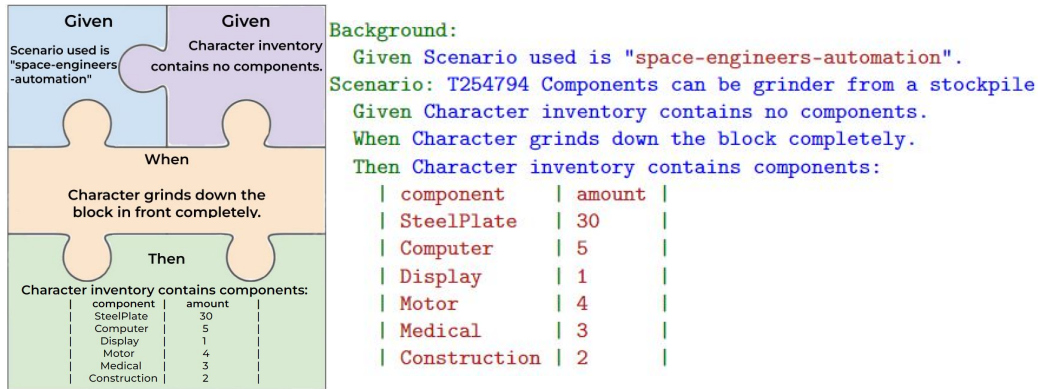 Given
Scenario used is
"space-engineers
-automation"
Given
Character inventory
contains no components.
When
Character grinds down the
block in front completely.
Then
Character inventory contains components:
| component | amount |
| SteelPlate | 30 |
| Computer | 5 |
| Display | 1 |
| Motor | 4 |
| Medical | 3 |
| Construction | 2 |
Background:
Given Scenario used is "space-engineers-automation".
Scenario: T254794 Components can be grinder from a stockpile
Given Character inventory contains no components.
When Character grinds down the block completely.
Then Character inventory contains components:
| component | amount |
| SteelPlate | 30 |
| Computer | 5 |
| Display | 1 |
| Motor | 4 |
| Medical | 3 |
| Construction | 2 |